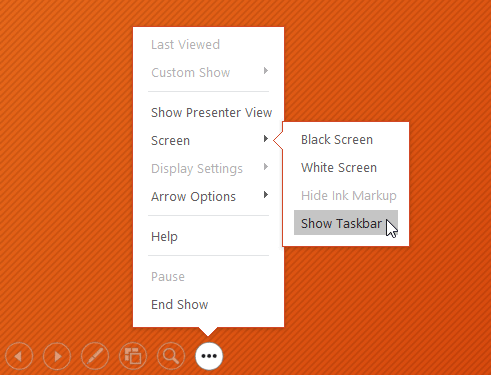 Last Viewed
Custom Show
Show Presenter View
Screen
Display Settings
Arrow Options
Help
Pause
End Show
Black Screen
White Screen
Hide Ink Markup
Show Taskbar